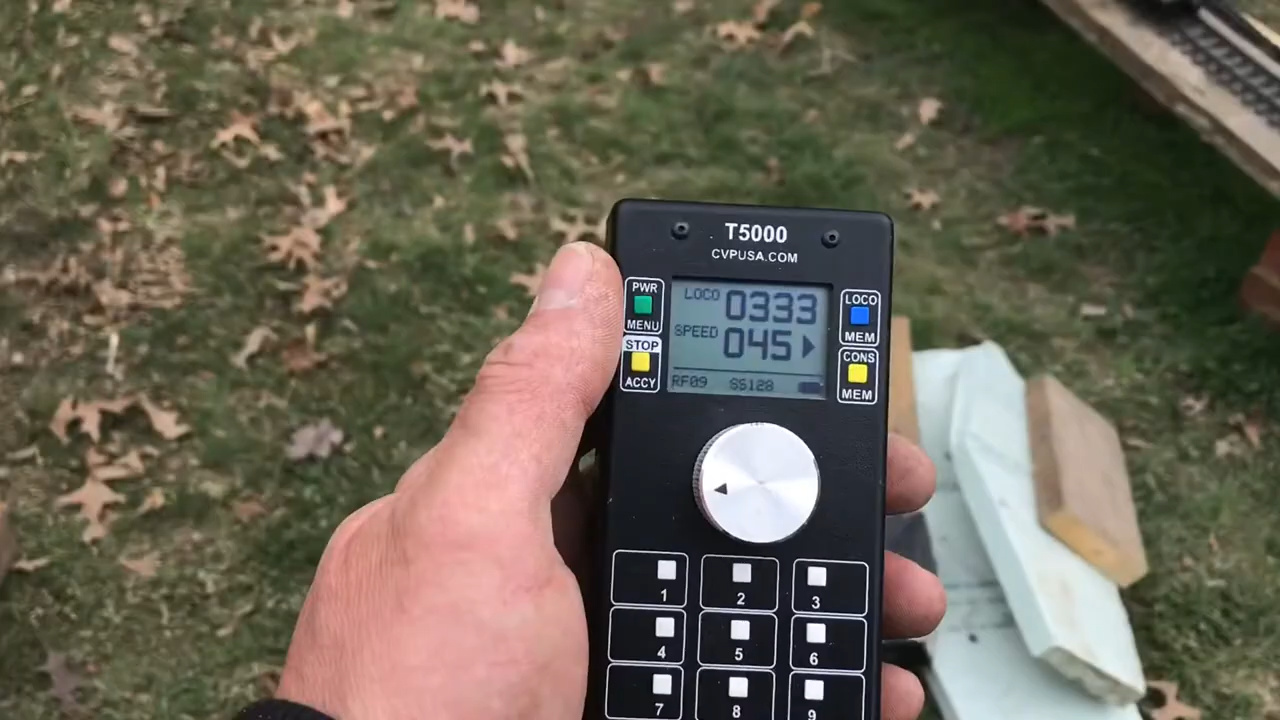 T5000
CVPUSA.COM
PWR
MENU
STOP
ACCY
LOCO 0333
SPEED 045
RF09 SS128
LOCO
MEM
CONS
MEM
1 2 3
4 5 6
7 8 9